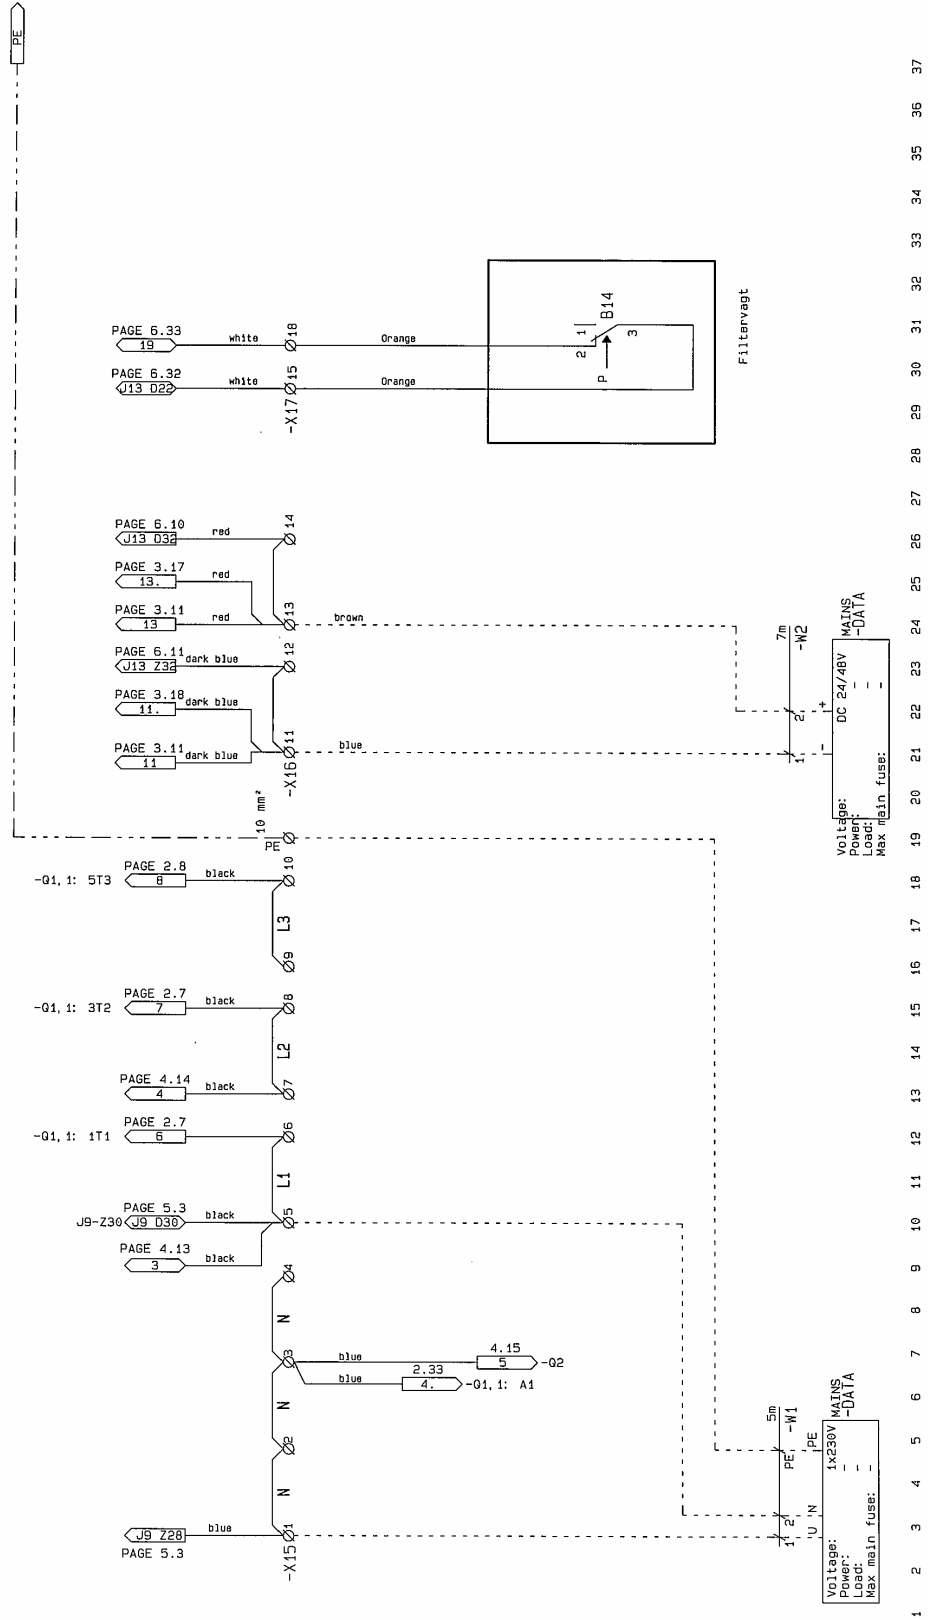 PE
PAGE 6.33
19
white
18
Orange
PAGE 6.32
J13 D22
white
15
-X17
Orange
1
2
3
P
B14
Filtervagt
PAGE 6.10
J13 D32
red
14
PAGE 3.17
13.
red
PAGE 3.11
13
red
13
brown
PAGE 6.11
J13 Z32
dark blue
12
PAGE 3.18
11.
dark blue
PAGE 3.11
11
dark blue
11
-X16
blue
7m
-W2
2
1
+
-
MAINS
-DATA
DC 24/48V
Voltage:
Power: -
Load: -
Max main fuse: -
10 mm²
PE
-Q1,1: 5T3
PAGE 2.8
8
black
10
L3
9
-Q1,1: 3T2
PAGE 2.7
7
black
8
L2
PAGE 4.14
4
black
7
-Q1,1: 1T1
PAGE 2.7
6
black
6
L1
J9-Z30
PAGE 5.3
J9 D30
black
5
PAGE 4.13
3
black
4
N
3
blue
4.15
5
-Q2
blue
2.33
4.
-Q1,1: A1
N
2
N
PAGE 5.3
J9 Z28
blue
1
-X15
5m
-W1
PE
2
1
PE
N
U
MAINS
-DATA
Voltage: 1x230V
Power: -
Load: -
Max main fuse: -
1 2 3 4 5 6 7 8 9 10 11 12 13 14 15 16 17 18 19 20 21 22 23 24 25 26 27 28 29 30 31 32 33 34 35 36 37